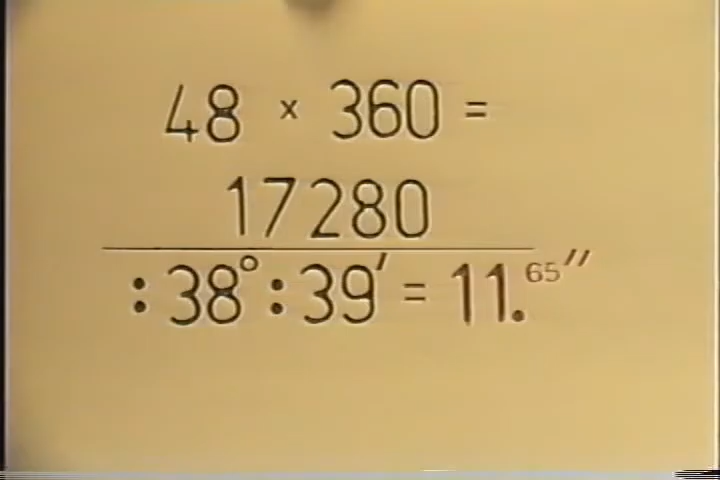 48 × 360 =
17280
:38°:39′ = 11.65″